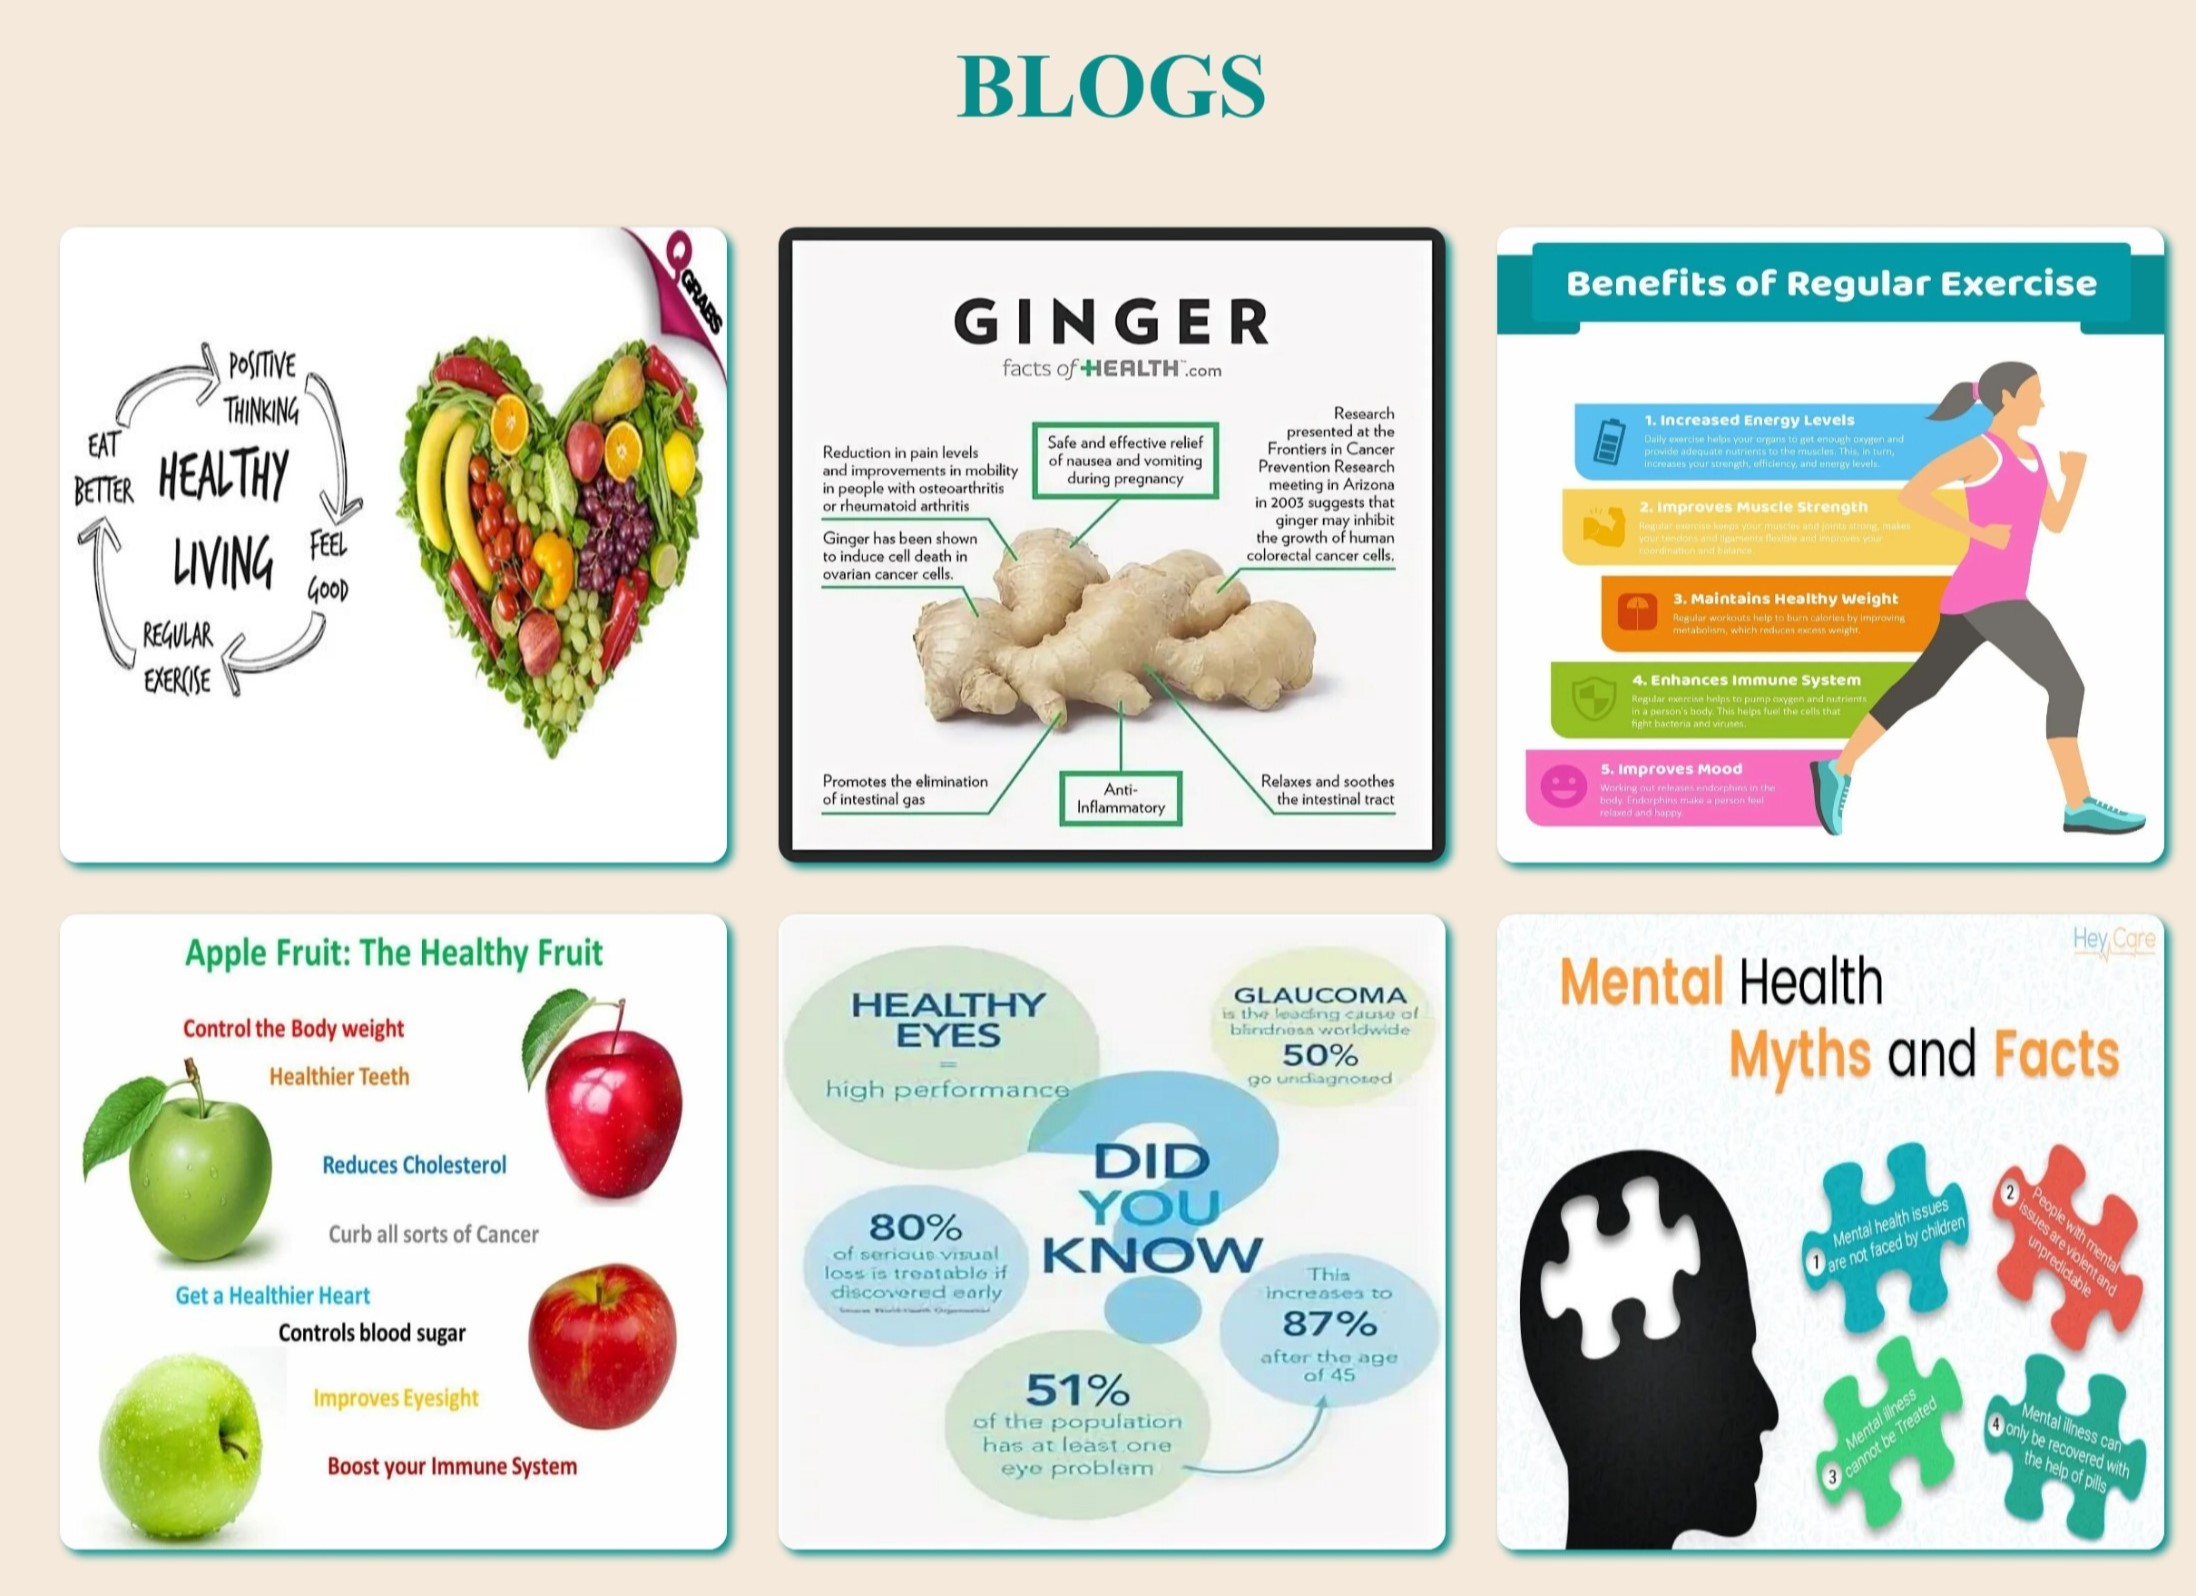 BLOGS
GRABS
POSITIVE
THINKING
EAT
BETTER
HEALTHY
LIVING
FEEL
GOOD
REGULAR
EXERCISE
GINGER
facts of HEALTH™.com
Reduction in pain levels
and improvements in mobility
in people with osteoarthritis
or rheumatoid arthritis
Ginger has been shown
to induce cell death in
ovarian cancer cells.
Safe and effective relief
of nausea and vomiting
during pregnancy
Research
presented at the
Frontiers in Cancer
Prevention Research
meeting in Arizona
in 2003 suggests that
ginger may inhibit
the growth of human
colorectal cancer cells.
Promotes the elimination
of intestinal gas
Anti-
Inflammatory
Relaxes and soothes
the intestinal tract
Benefits of Regular Exercise
1. Increased Energy Levels
Daily exercise helps your organs to get enough oxygen and
provide adequate nutrients to the muscles. This, in turn,
increases your strength, efficiency, and energy levels.
2. Improves Muscle Strength
Regular exercise keeps your muscles and joints strong, makes
your tendons and ligaments flexible and improves your
coordination and balance.
3. Maintains Healthy Weight
Regular workouts help to burn calories by improving
metabolism, which reduces excess weight.
4. Enhances Immune System
Regular exercise helps to pump oxygen and nutrients
in a person's body. This helps fuel the cells that
fight bacteria and viruses.
5. Improves Mood
Working out releases endorphins in the
body. Endorphins make a person feel
relaxed and happy.
Apple Fruit: The Healthy Fruit
Control the Body weight
Healthier Teeth
Reduces Cholesterol
Curb all sorts of Cancer
Get a Healthier Heart
Controls blood sugar
Improves Eyesight
Boost your Immune System
HEALTHY
EYES
=
high performance
GLAUCOMA
is the leading cause of
blindness worldwide
50%
go undiagnosed
DID
YOU
KNOW
?
80%
of serious visual
loss is treatable if
discovered early
This
increases to
87%
after the age
of 45
51%
of the population
has at least one
eye problem
Hey Care
Mental Health
Myths and Facts
1 Mental health issues
are not faced by children
2 People with mental
issues are violent and
unpredictable
3 Mental illness
cannot be Treated
4 Mental illness can
only be recovered with
the help of pills